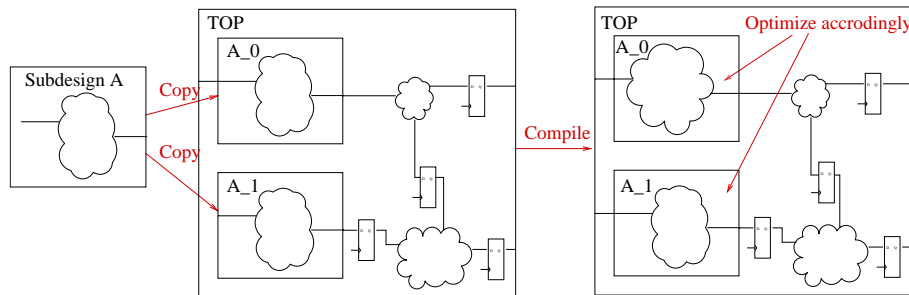 TOP
A_0
Subdesign A
Copy
Copy
A_1
D Q
D Q
D Q
D Q
Compile
TOP
Optimize accrodingly
A_0
A_1
D Q
D Q
D Q
D Q